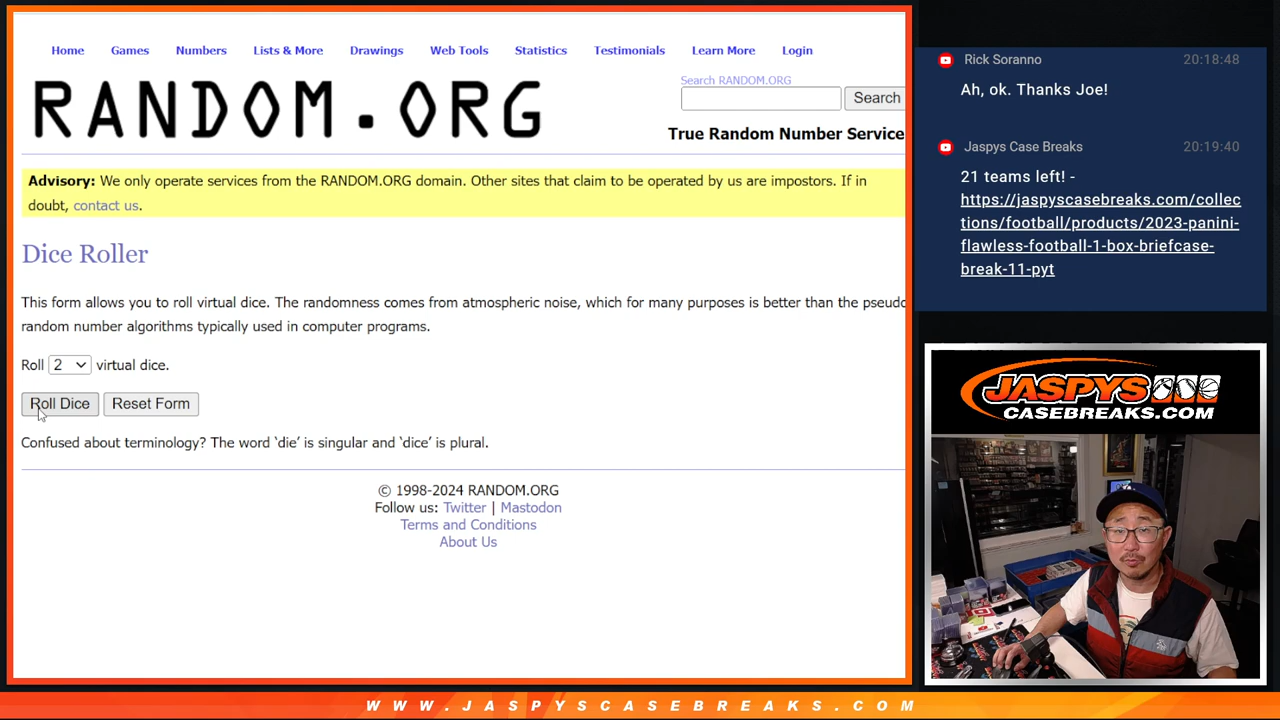 Home Games Numbers Lists & More Drawings Web Tools Statistics Testimonials Learn More Login
RANDOM.ORG
Search RANDOM.ORG
Search
True Random Number Service
Advisory: We only operate services from the RANDOM.ORG domain. Other sites that claim to be operated by us are impostors. If in
doubt, contact us.
Dice Roller
This form allows you to roll virtual dice. The randomness comes from atmospheric noise, which for many purposes is better than the pseudo
random number algorithms typically used in computer programs.
Roll 2 virtual dice.
Roll Dice Reset Form
Confused about terminology? The word ‘die’ is singular and ‘dice’ is plural.
© 1998-2024 RANDOM.ORG
Follow us: Twitter | Mastodon
Terms and Conditions
About Us
Rick Soranno 20:18:48
Ah, ok. Thanks Joe!
Jaspys Case Breaks 20:19:40
21 teams left! -
https://jaspyscasebreaks.com/collec
tions/football/products/2023-panini-
flawless-football-1-box-briefcase-
break-11-pyt
JASPYS
CASEBREAKS.COM
WWW.JASPYSCASEBREAKS.COM